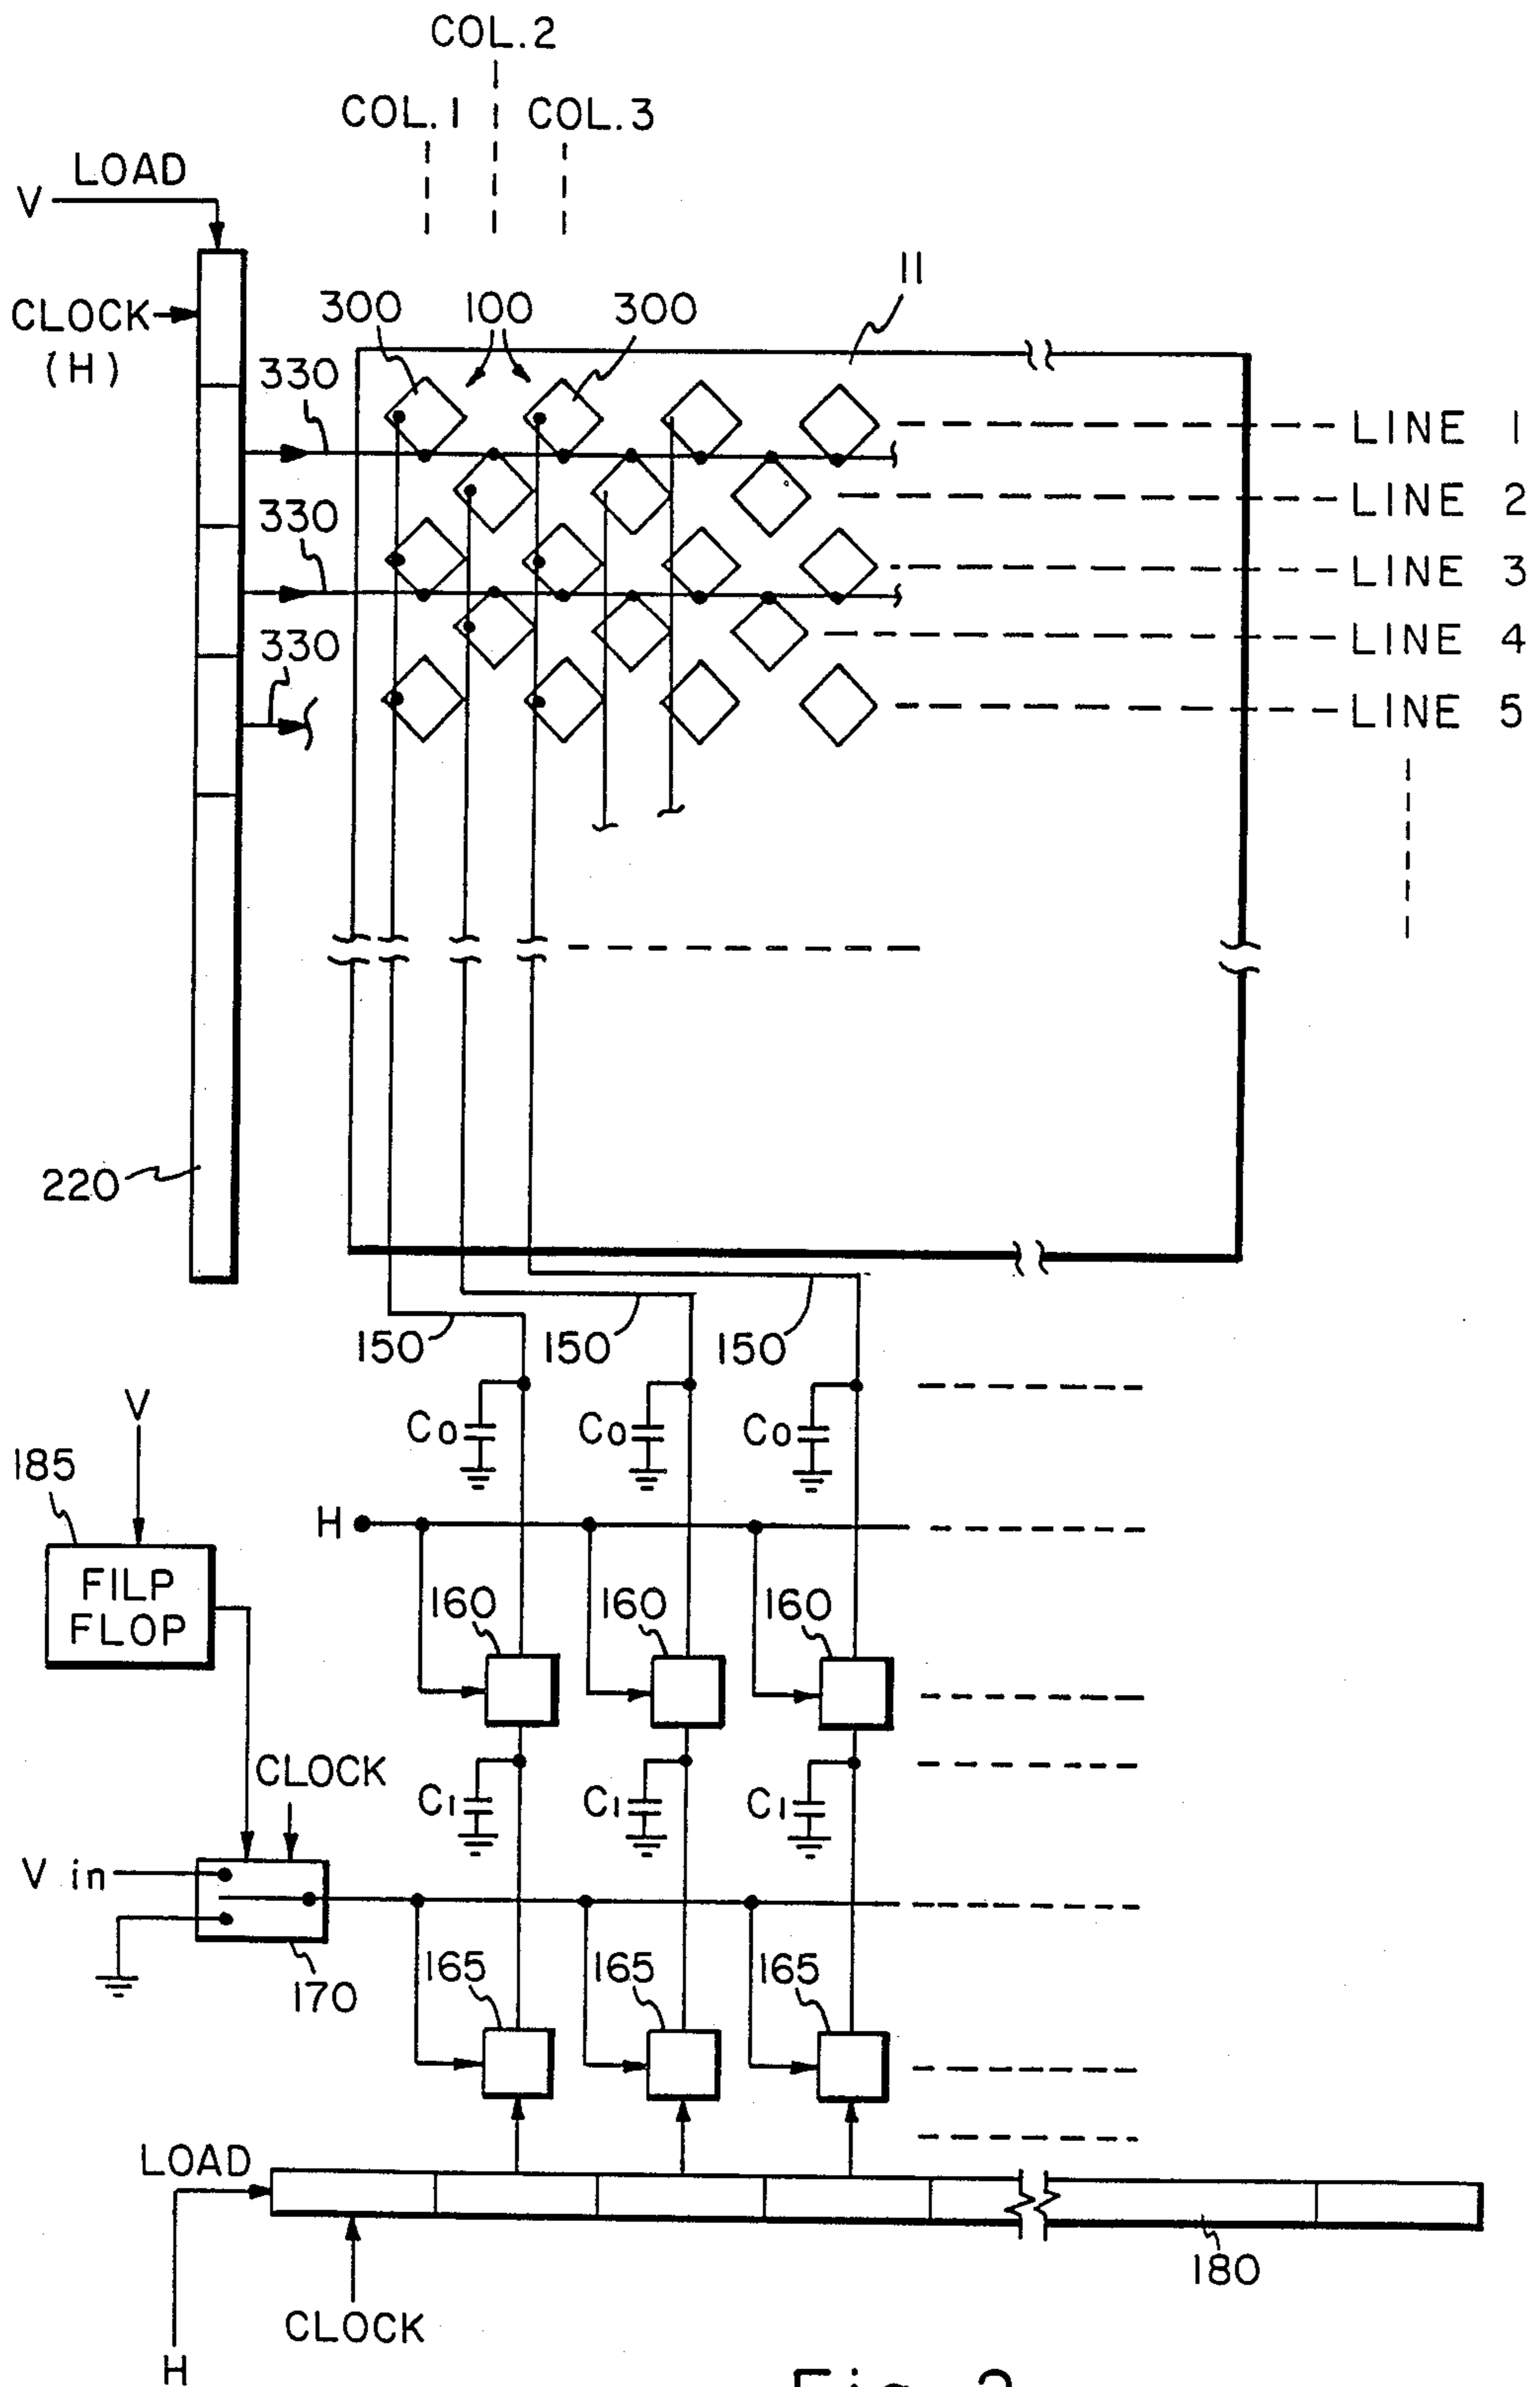 COL.2
COL.1
COL.3
LOAD
V
11
CLOCK
(H)
300
100
300
330
LINE 1
LINE 2
330
LINE 3
LINE 4
330
LINE 5
220
150
150
150
V
Co
Co
Co
185
H
FILP
FLOP
160
160
160
CLOCK
C1
C1
C1
V in
165
165
165
170
LOAD
180
CLOCK
H